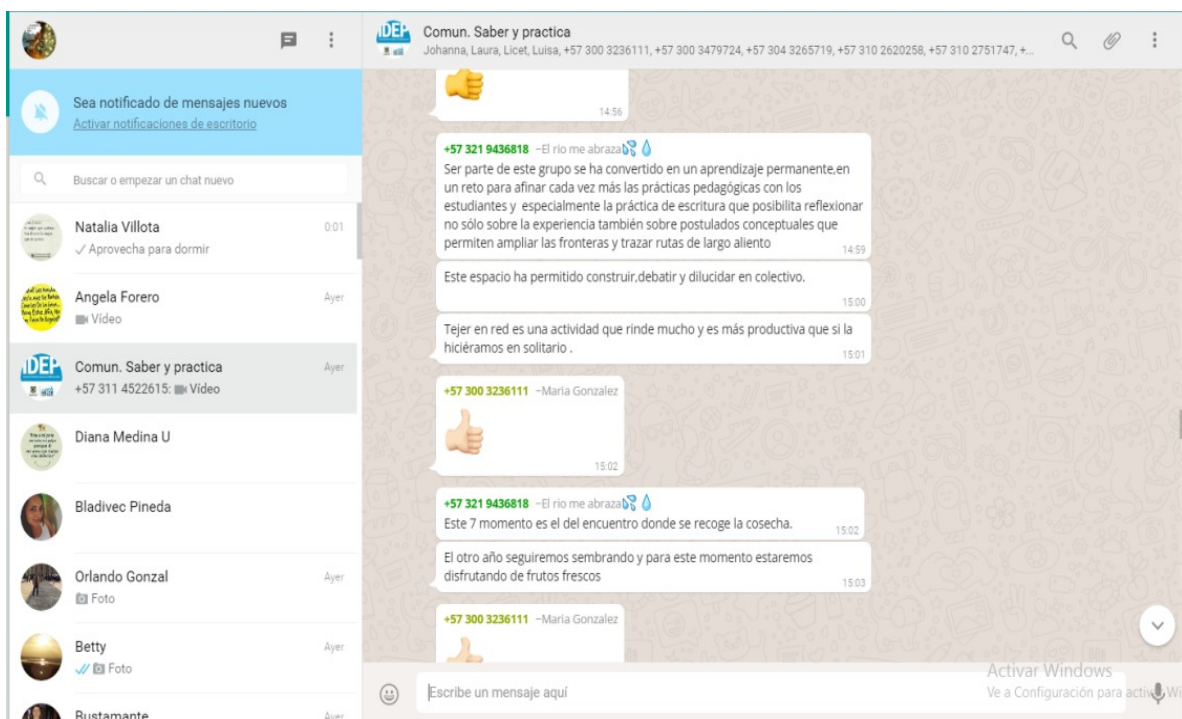 Sea notificado de mensajes nuevos
Activar notificaciones de escritorio
Buscar o empezar un chat nuevo
Natalia Villota
0:01
Aprovecha para dormir
Angela Forero
Ayer
Vídeo
IDEP
Comun. Saber y practica
Ayer
+57 311 4522615: Vídeo
Diana Medina U
Bladivec Pineda
Orlando Gonzal
Ayer
Foto
Betty
Ayer
Foto
Bustamante
Ayer
IDEP
Comun. Saber y practica
Johanna, Laura, Licet, Luisa, +57 300 3236111, +57 300 3479724, +57 304 3265719, +57 310 2620258, +57 310 2751747, +...
14:56
+57 321 9436818 ~El rio me abraza💦💧
Ser parte de este grupo se ha convertido en un aprendizaje permanente,en
un reto para afinar cada vez más las prácticas pedagógicas con los
estudiantes y especialmente la práctica de escritura que posibilita reflexionar
no sólo sobre la experiencia también sobre postulados conceptuales que
permiten ampliar las fronteras y trazar rutas de largo aliento
14:59
Este espacio ha permitido construir,debatir y dilucidar en colectivo.
15:00
Tejer en red es una actividad que rinde mucho y es más productiva que si la
hiciéramos en solitario .
15:01
+57 300 3236111 ~Maria Gonzalez
15:02
+57 321 9436818 ~El rio me abraza💦💧
Este 7 momento es el del encuentro donde se recoge la cosecha.
15:02
El otro año seguiremos sembrando y para este momento estaremos
disfrutando de frutos frescos
15:03
+57 300 3236111 ~Maria Gonzalez
Escribe un mensaje aquí
Activar Windows
Ve a Configuración para activ Wi